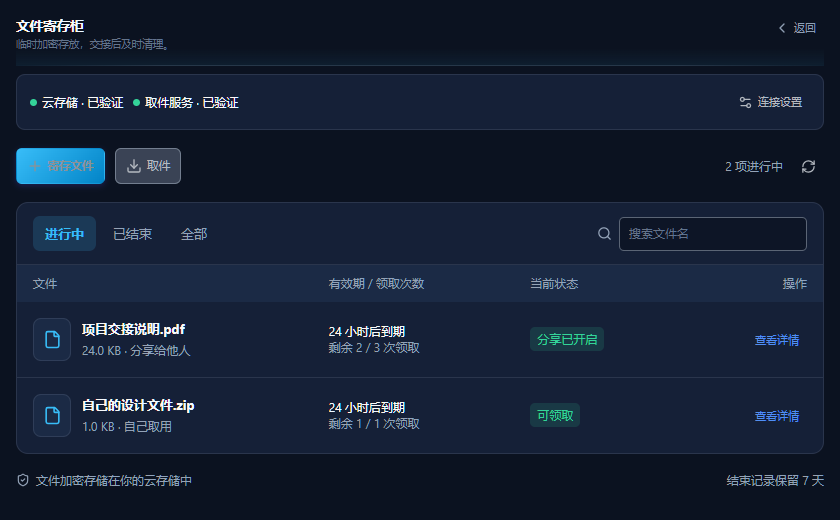 文件寄存柜
临时加密存放，交接后及时清理。
返回
云存储 · 已验证
取件服务 · 已验证
连接设置
寄存文件
取件
2 项进行中
进行中
已结束
全部
搜索文件名
文件
有效期 / 领取次数
当前状态
操作
项目交接说明.pdf
24.0 KB · 分享给他人
24 小时后到期
剩余 2 / 3 次领取
分享已开启
查看详情
自己的设计文件.zip
1.0 KB · 自己取用
24 小时后到期
剩余 1 / 1 次领取
可领取
查看详情
文件加密存储在你的云存储中
结束记录保留 7 天